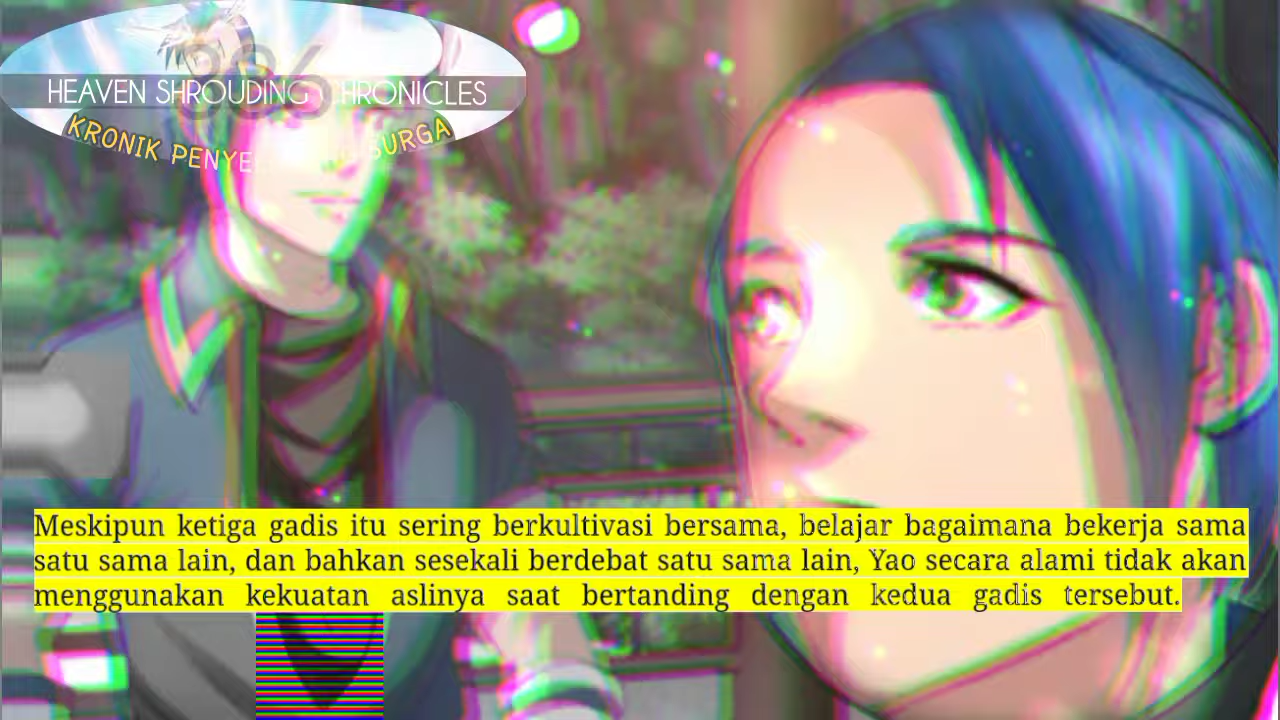 386
HEAVEN SHROUDING CHRONICLES
KRONIK SURGA
Meskipun ketiga gadis itu sering berkultivasi bersama, belajar bagaimana bekerja sama
satu sama lain, dan bahkan sesekali berdebat satu sama lain, Yao secara alami tidak akan
menggunakan kekuatan aslinya saat bertanding dengan kedua gadis tersebut.